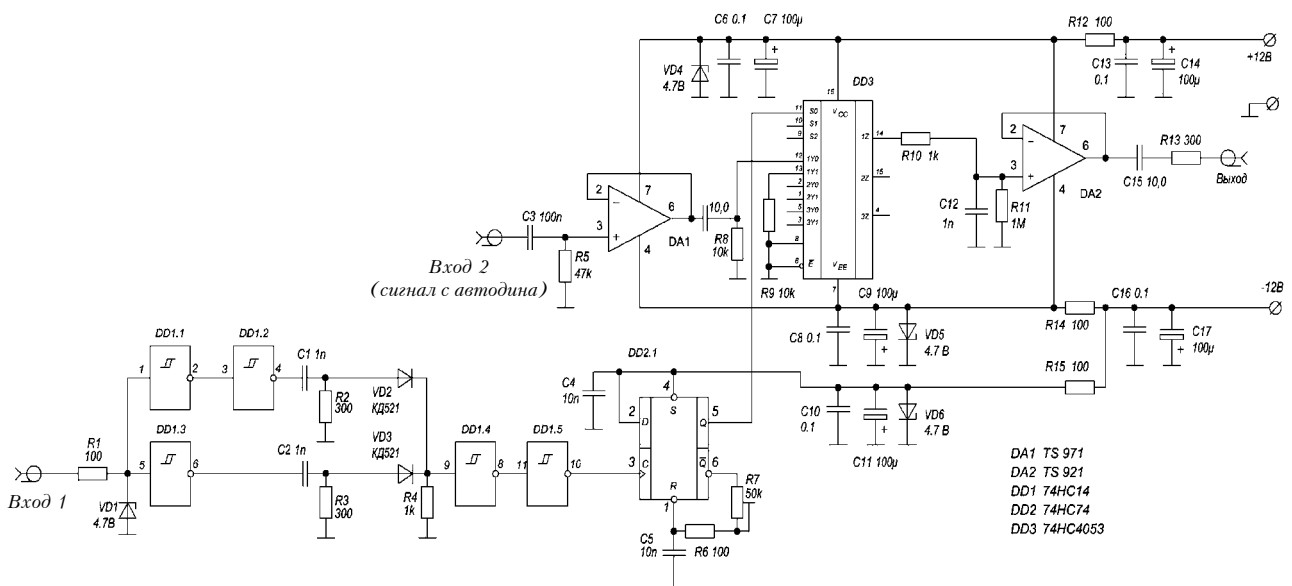 C6 0.1
C7 100µ
+
VD4
4.7В
R12 100
C13
0.1
+
C14
100µ
+12В
DD3
16
11
10
9
12
13
2
1
5
3
8
6
7
S0
S1
S2
1Y0
1Y1
2Y0
2Y1
3Y0
3Y1
E
VCC
VEE
1Z
2Z
3Z
14
15
4
R9 10k
R10 1k
C12
1n
R11
1M
2
3
7
6
4
DA2
C15 10,0
R13 300
Выход
C3 100n
R5
47k
2
3
7
6
4
DA1
10,0
R8
10k
Вход 2
(сигнал с автодина)
C8 0.1
C9 100µ
+
VD5
4.7 В
R14 100
C16 0.1
+
C17
100µ
-12В
R15 100
C10
0.1
C11 100µ
+
VD6
4.7 В
DD1.1
1
2
DD1.2
3
4
C1 1n
R2
300
VD2
КД521
DD1.3
5
6
C2 1n
R3
300
VD3
КД521
R1
100
VD1
4.7В
Вход 1
R4
1k
DD1.4
9
8
DD1.5
11
10
DD2.1
C4
10n
4
2
3
1
5
6
S
D
C
R
Q
Q
R7
50k
R6 100
C5
10n
DA1 TS 971
DA2 TS 921
DD1 74HC14
DD2 74HC74
DD3 74HC4053